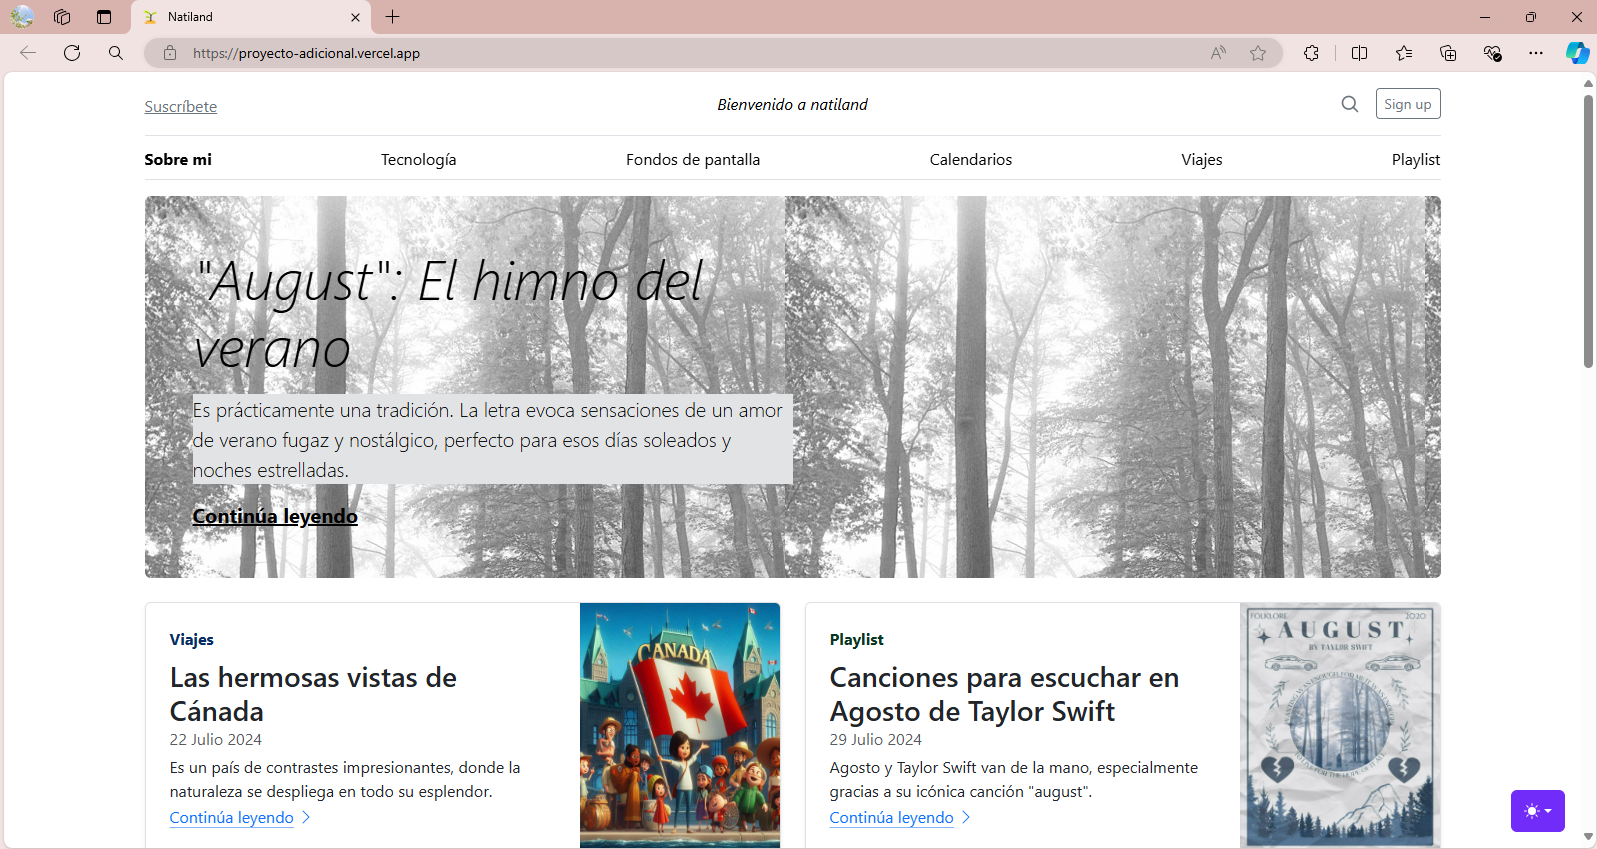 Natiland
https://proyecto-adicional.vercel.app
Suscríbete
Bienvenido a natiland
Sign up
Sobre mi
Tecnología
Fondos de pantalla
Calendarios
Viajes
Playlist
"August": El himno del
verano
Es prácticamente una tradición. La letra evoca sensaciones de un amor
de verano fugaz y nostálgico, perfecto para esos días soleados y
noches estrelladas.
Continúa leyendo
Viajes
Las hermosas vistas de
Cánada
22 Julio 2024
Es un país de contrastes impresionantes, donde la
naturaleza se despliega en todo su esplendor.
Continúa leyendo
CANADA
Playlist
Canciones para escuchar en
Agosto de Taylor Swift
29 Julio 2024
Agosto y Taylor Swift van de la mano, especialmente
gracias a su icónica canción "august".
Continúa leyendo
FOLKLORE
2020
AUGUST
BY TAYLOR SWIFT